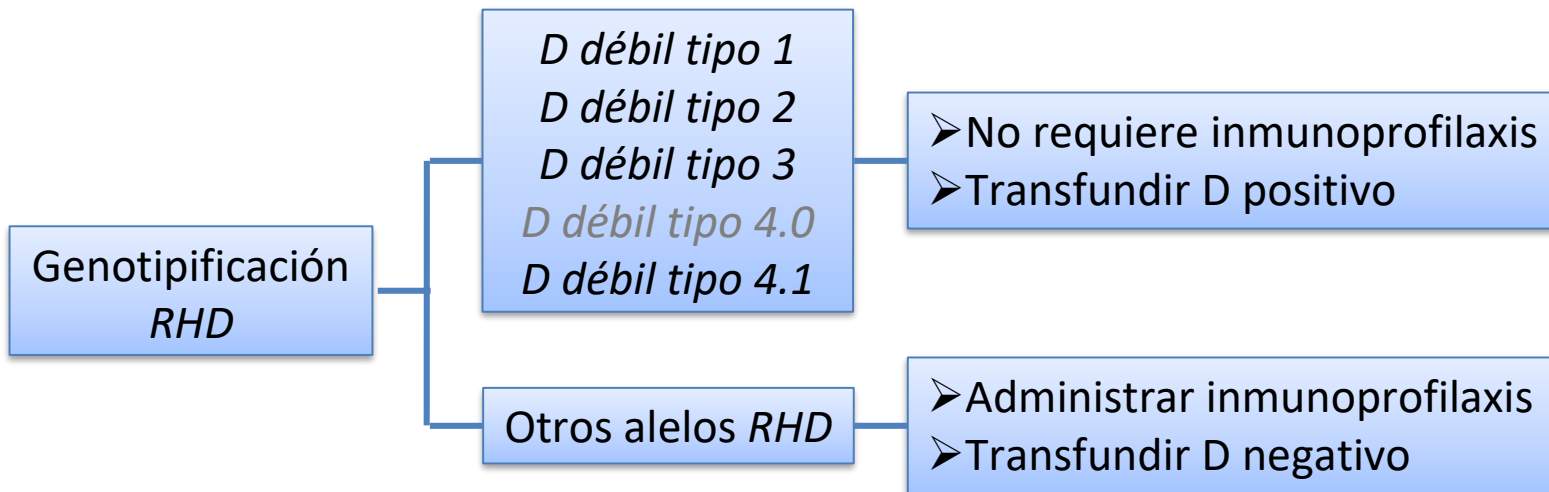 Genotipificación
RHD
D débil tipo 1
D débil tipo 2
D débil tipo 3
D débil tipo 4.0
D débil tipo 4.1
➢No requiere inmunoprofilaxis
➢Transfundir D positivo
Otros alelos RHD
➢Administrar inmunoprofilaxis
➢Transfundir D negativo